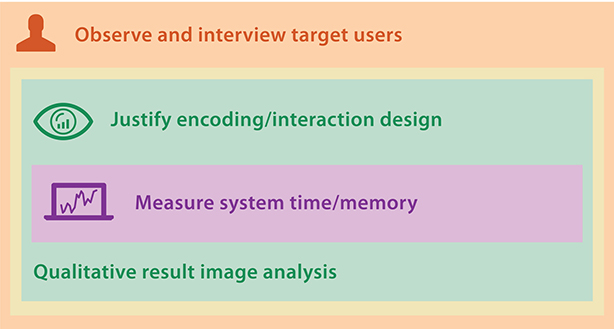 Observe and interview target users
Justify encoding/interaction design
Measure system time/memory
Qualitative result image analysis